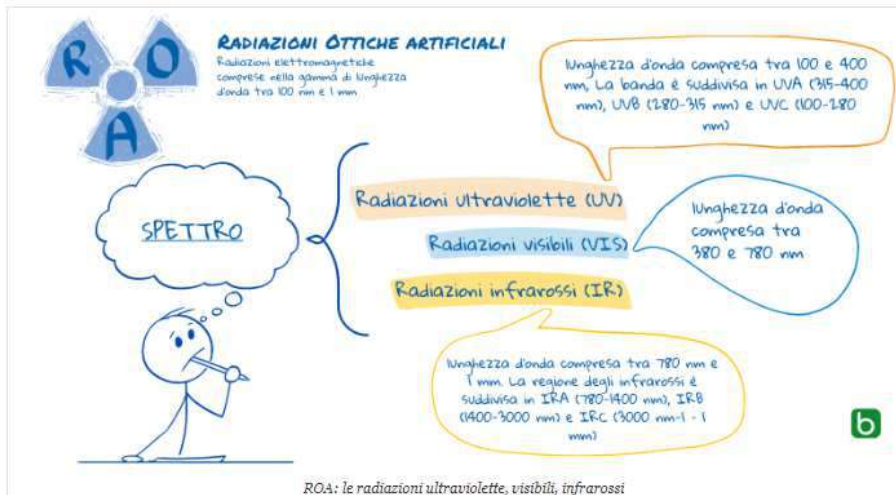 R O
A
RADIAZIONI OTTICHE ARTIFICIALI
Radiazioni elettromagnetiche
comprese nella gamma di lunghezza
d'onda tra 100 nm e 1 mm
lunghezza d'onda compresa tra 100 e 400
nm, La banda è suddivisa in UVA (315-400
nm), UVB (280-315 nm) e UVC (100-280
nm)
SPETTRO
Radiazioni ultraviolette (UV)
Radiazioni visibili (VIS)
Radiazioni infrarossi (IR)
lunghezza d'onda
compresa tra
380 e 780 nm
lunghezza d'onda compresa tra 780 nm e
1 mm. La regione degli infrarossi è
suddivisa in IRA (780-1400 nm), IRB
(1400-3000 nm) e IRC (3000 nm-1 - 1
mm)
b
ROA: le radiazioni ultraviolette, visibili, infrarossi